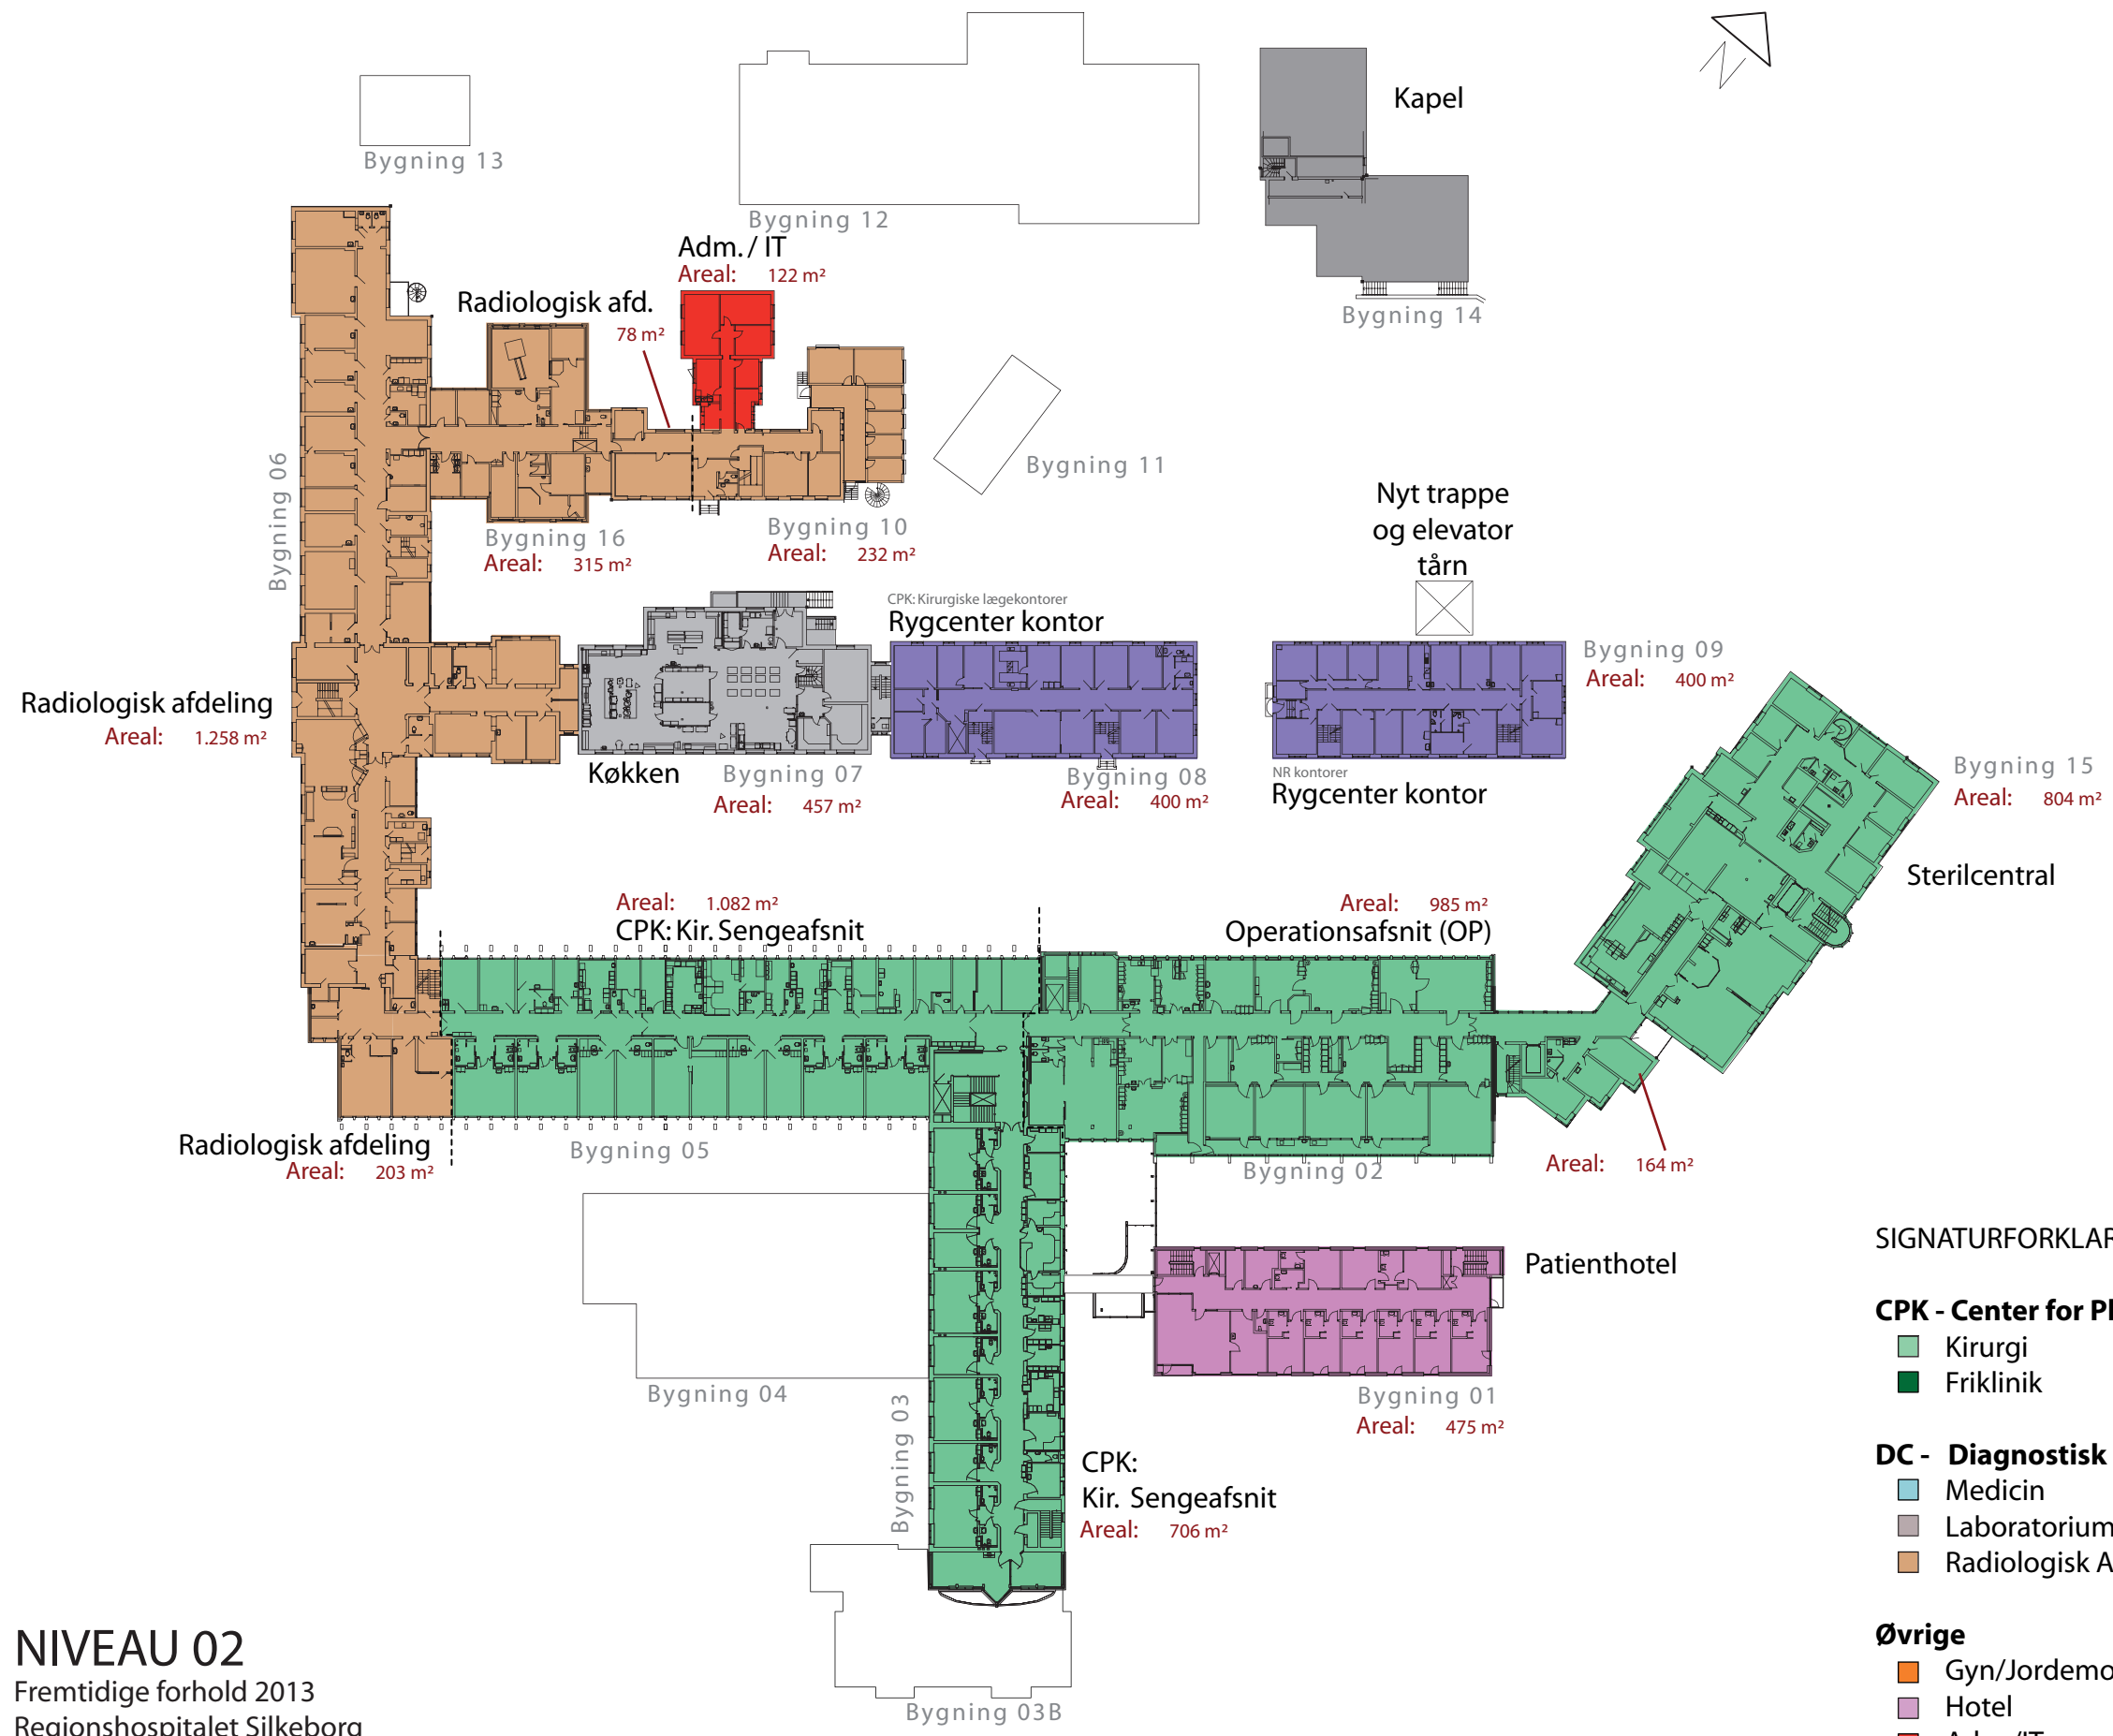 Kapel
Bygning 13
Bygning 12
Bygning 14
Adm. / IT
Areal: 122 m²
Radiologisk afd.
78 m²
Bygning 11
Bygning 06
Bygning 16
Areal: 315 m²
Bygning 10
Areal: 232 m²
Nyt trappe
og elevator
tårn
CPK: Kirurgiske lægekontorer
Rygcenter kontor
Bygning 09
Areal: 400 m²
Radiologisk afdeling
Areal: 1.258 m²
Køkken
Bygning 07
Areal: 457 m²
Bygning 08
Areal: 400 m²
NR kontorer
Rygcenter kontor
Bygning 15
Areal: 804 m²
Sterilcentral
Areal: 1.082 m²
CPK: Kir. Sengeafsnit
Areal: 985 m²
Operationsafsnit (OP)
Radiologisk afdeling
Areal: 203 m²
Bygning 05
Bygning 02
Areal: 164 m²
Patienthotel
Bygning 04
Bygning 03
Bygning 01
Areal: 475 m²
CPK:
Kir. Sengeafsnit
Areal: 706 m²
Bygning 03B
NIVEAU 02
Fremtidige forhold 2013
Regionshospitalet Silkeborg
SIGNATURFORKLAR
CPK - Center for Pl
Kirurgi
Friklinik
DC - Diagnostisk
Medicin
Laboratorium
Radiologisk A
Øvrige
Gyn/Jordemo
Hotel
Adm/IT